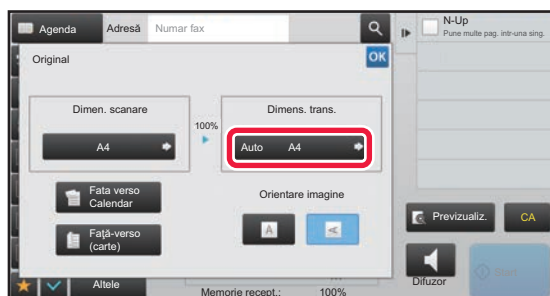 Agenda
Adresă
Numar fax
N-Up
Pune multe pag. intr-una sing.
Original
OK
Dimen. scanare
Dimens. trans.
100%
A4
Auto A4
Fata verso
Calendar
Orientare imagine
Faţă-verso
(carte)
A
A
Previzualiz.
CA
Altele
Memorie recept.:
100%
Difuzor
Start